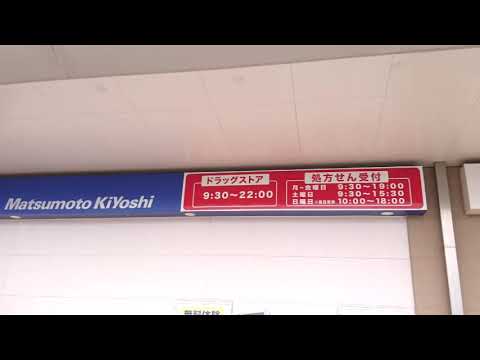 Matsumoto KiYoshi
ドラッグストア
9:30〜22:00
処方せん受付
月〜金曜日 9:30〜19:00
土曜日 9:30〜15:30
日曜日 10:00〜18:00